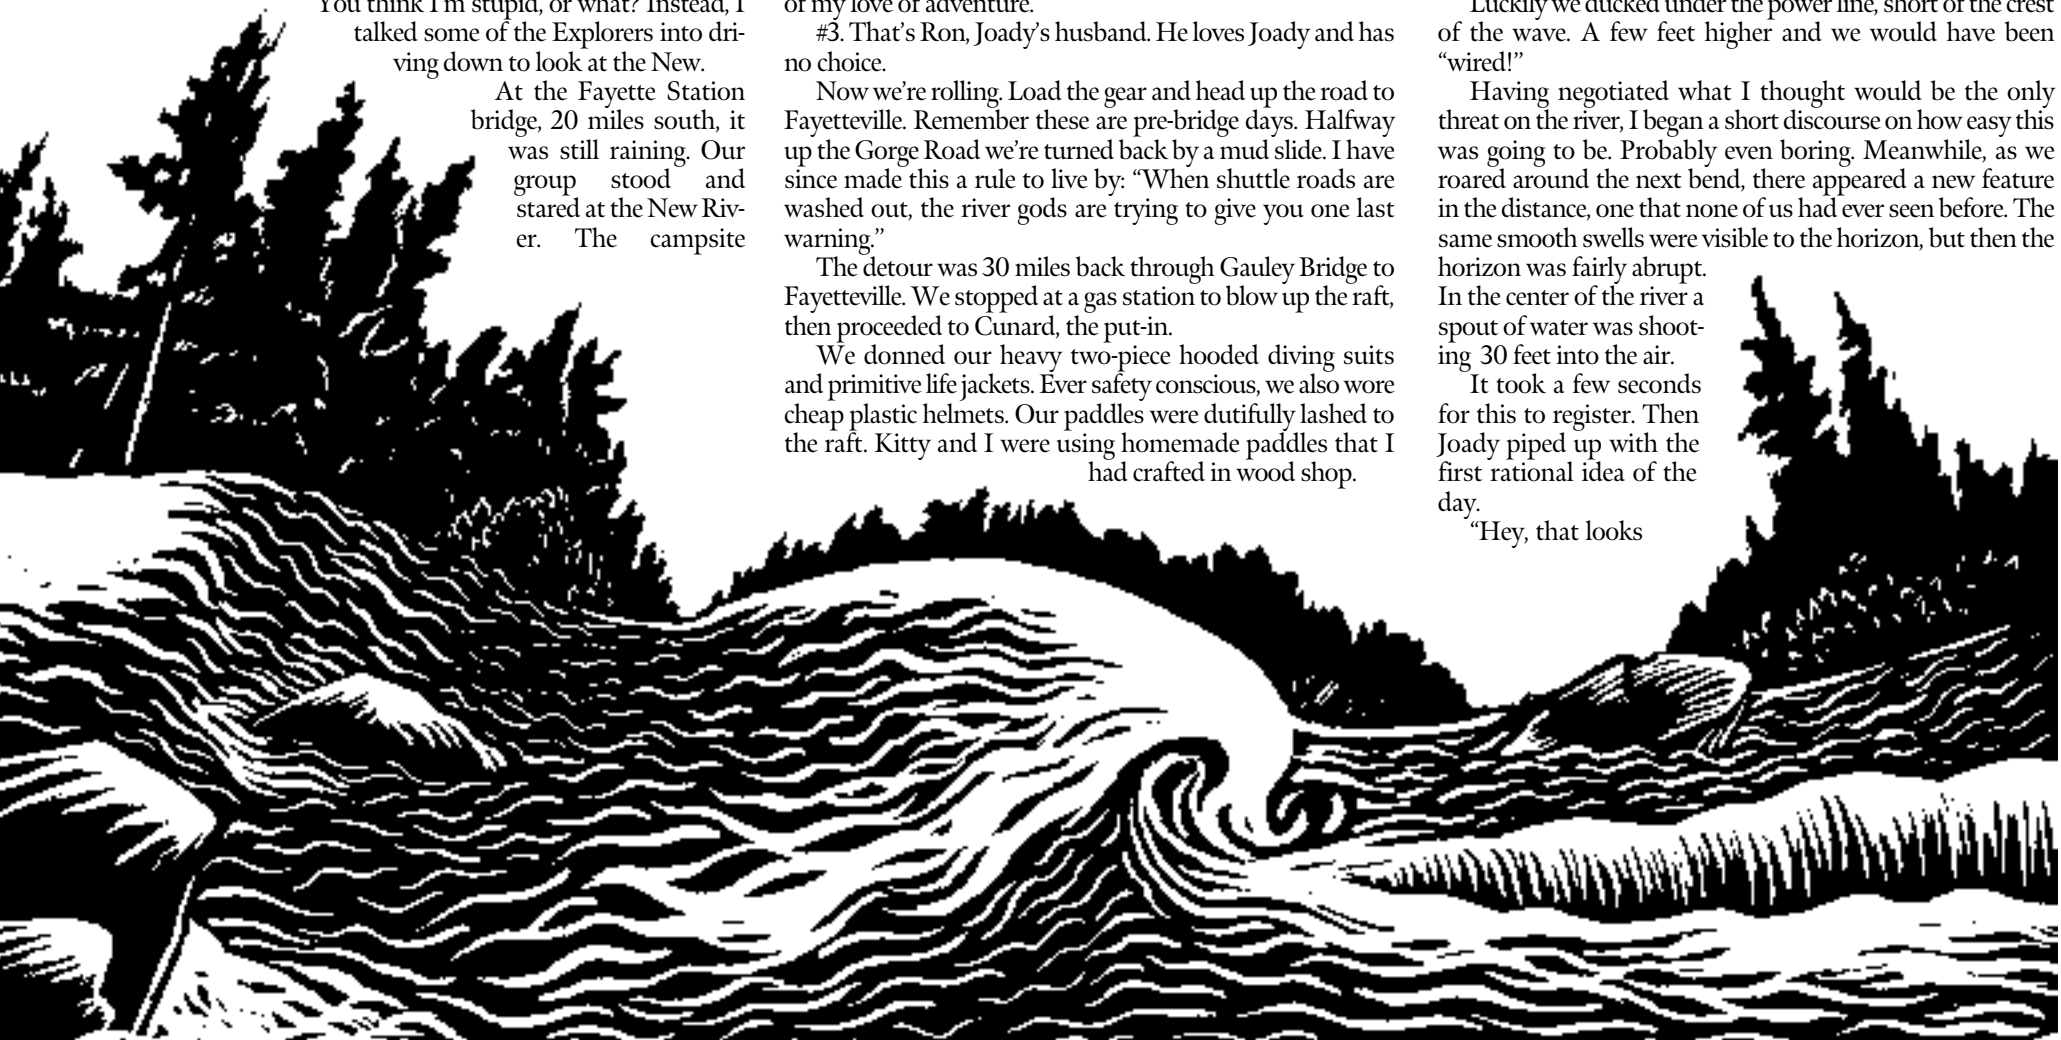 You think I'm stupid, or what? Instead, I
talked some of the Explorers into dri-
ving down to look at the New.
At the Fayette Station
bridge, 20 miles south, it
was still raining. Our
group stood and
stared at the New Riv-
er. The campsite
of my love of adventure.
#3. That's Ron, Joady's husband. He loves Joady and has
no choice.
Now we're rolling. Load the gear and head up the road to
Fayetteville. Remember these are pre-bridge days. Halfway
up the Gorge Road we're turned back by a mud slide. I have
since made this a rule to live by: “When shuttle roads are
washed out, the river gods are trying to give you one last
warning.”
The detour was 30 miles back through Gauley Bridge to
Fayetteville. We stopped at a gas station to blow up the raft,
then proceeded to Cunard, the put-in.
We donned our heavy two-piece hooded diving suits
and primitive life jackets. Ever safety conscious, we also wore
cheap plastic helmets. Our paddles were dutifully lashed to
the raft. Kitty and I were using homemade paddles that I
had crafted in wood shop.
Luckily we ducked under the power line, short of the crest
of the wave. A few feet higher and we would have been
“wired!”
Having negotiated what I thought would be the only
threat on the river, I began a short discourse on how easy this
was going to be. Probably even boring. Meanwhile, as we
roared around the next bend, there appeared a new feature
in the distance, one that none of us had ever seen before. The
same smooth swells were visible to the horizon, but then the
horizon was fairly abrupt.
In the center of the river a
spout of water was shoot-
ing 30 feet into the air.
It took a few seconds
for this to register. Then
Joady piped up with the
first rational idea of the
day.
“Hey, that looks